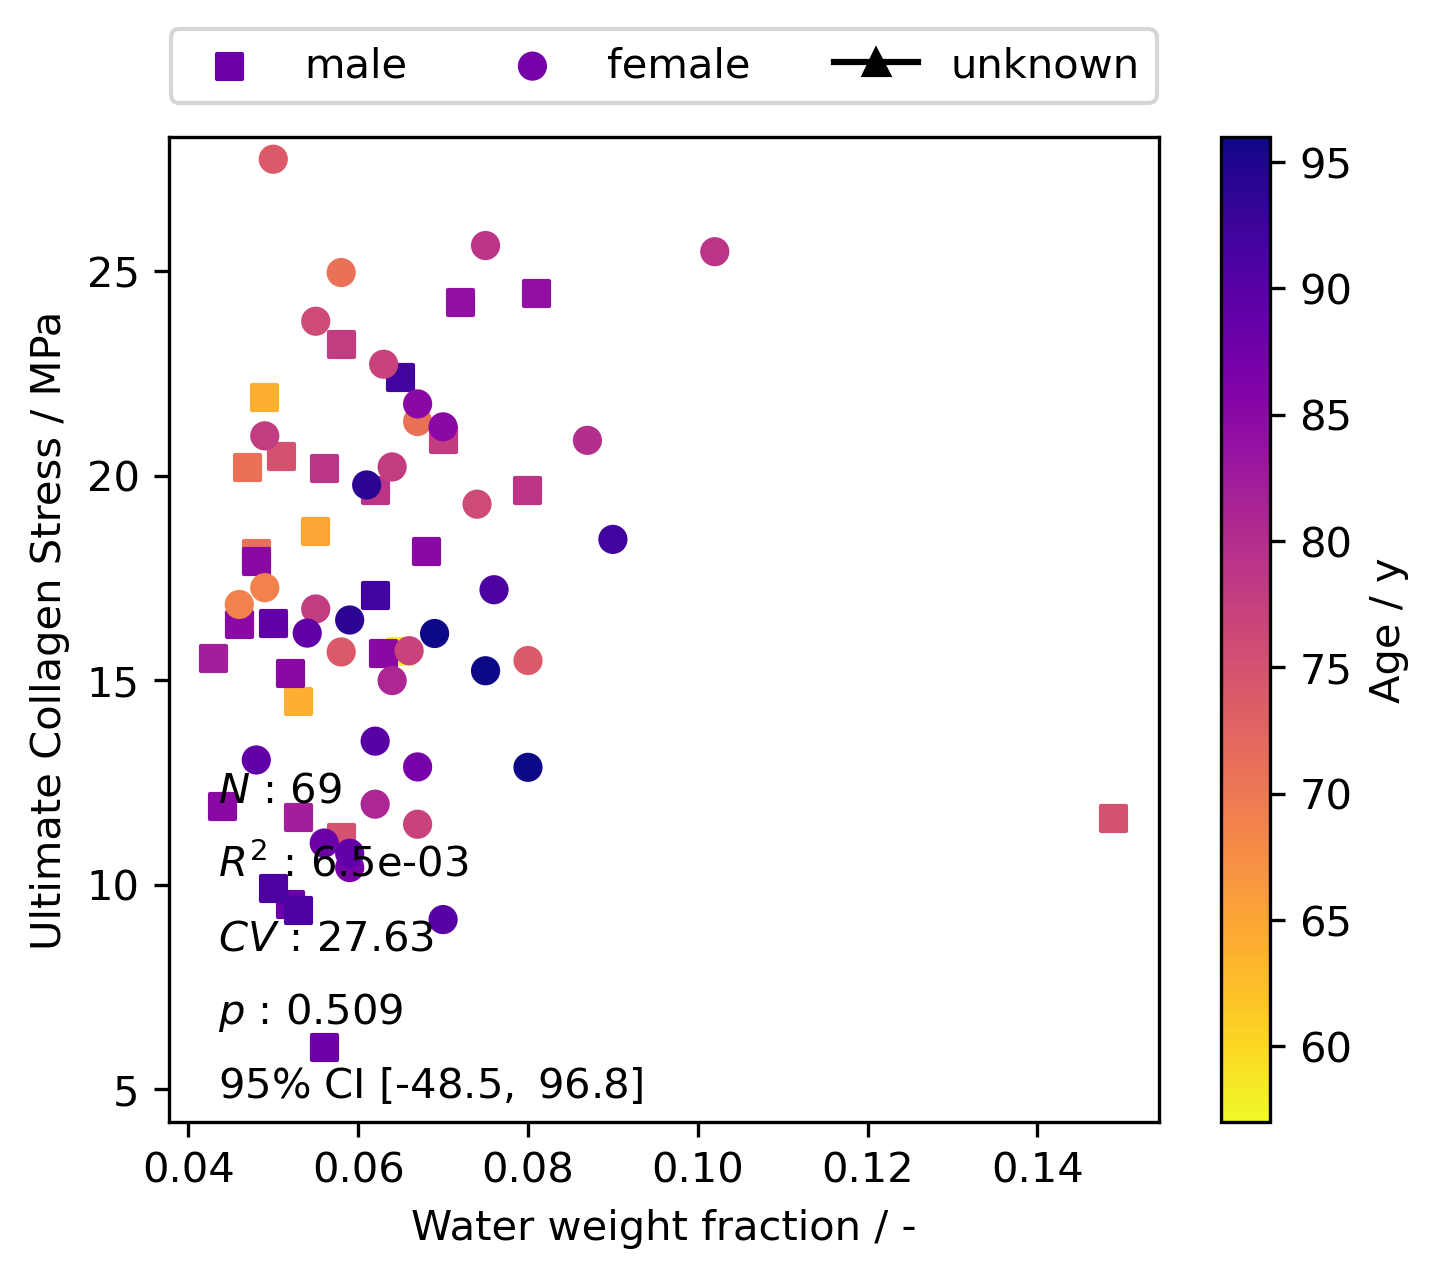 male female unknown
25
20
15
10
5
Ultimate Collagen Stress / MPa
N : 69
R² : 6.5e-03
CV : 27.63
p : 0.509
95% CI [-48.5, 96.8]
0.04 0.06 0.08 0.10 0.12 0.14
Water weight fraction / -
95
90
85
80
75
70
65
60
Age / y